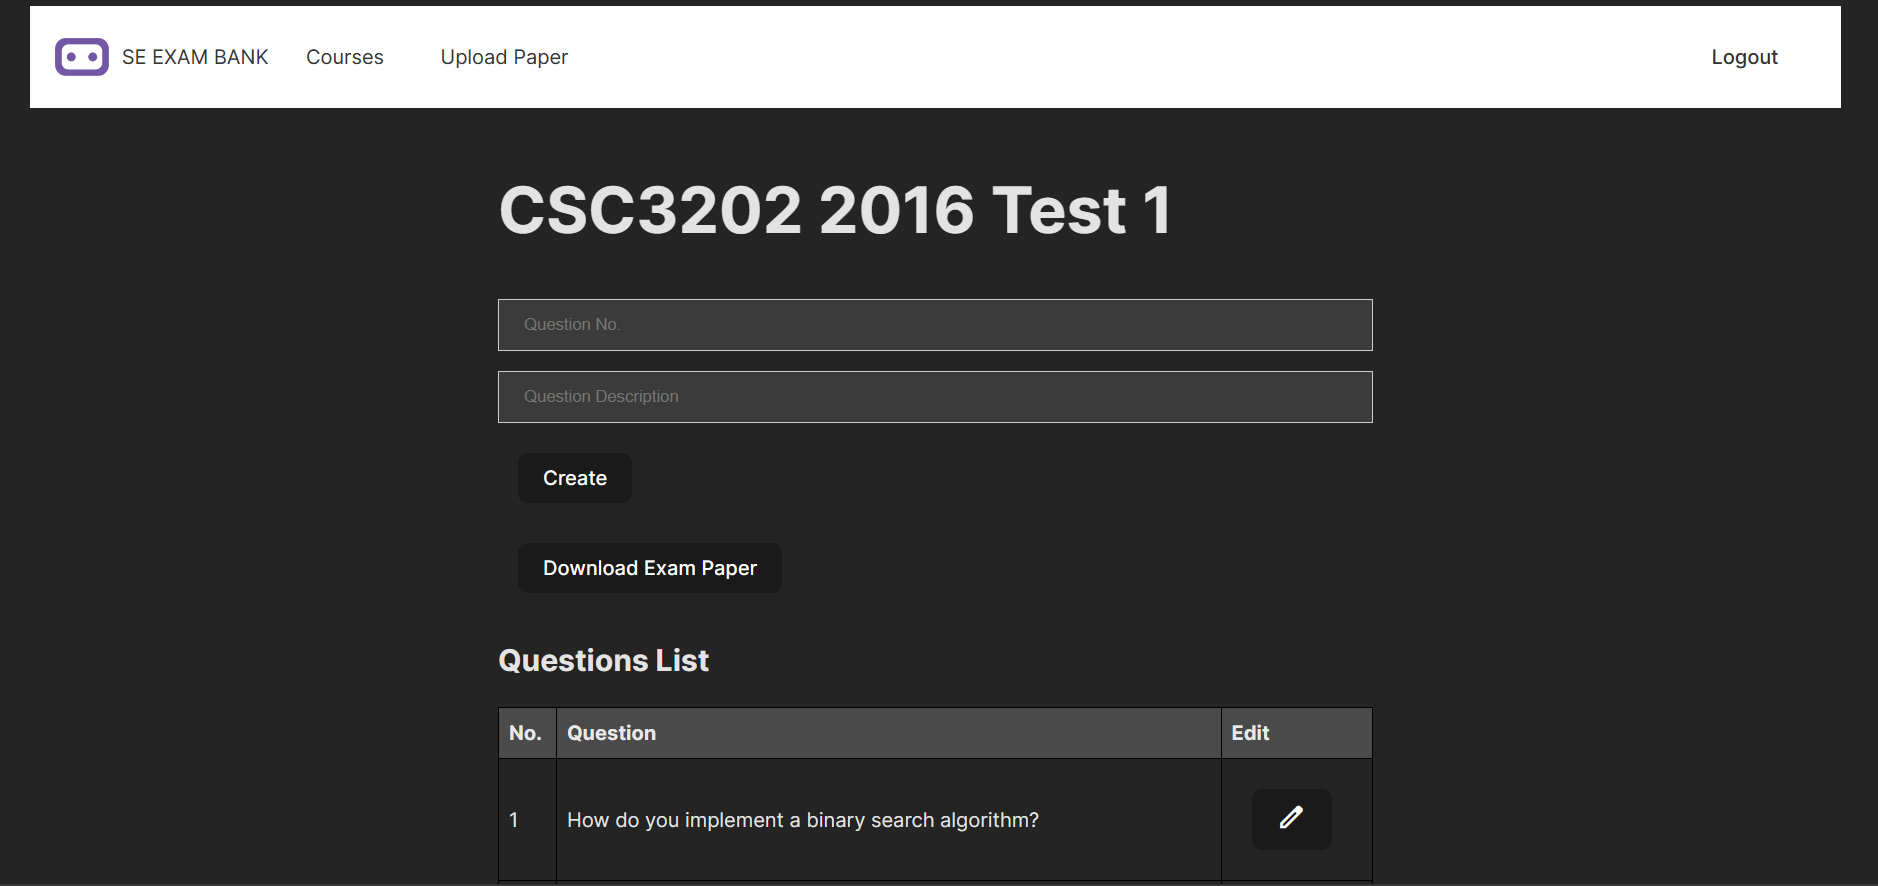 SE EXAM BANK Courses Upload Paper Logout
CSC3202 2016 Test 1
Question No.
Question Description
Create
Download Exam Paper
Questions List
No. Question Edit
1 How do you implement a binary search algorithm?